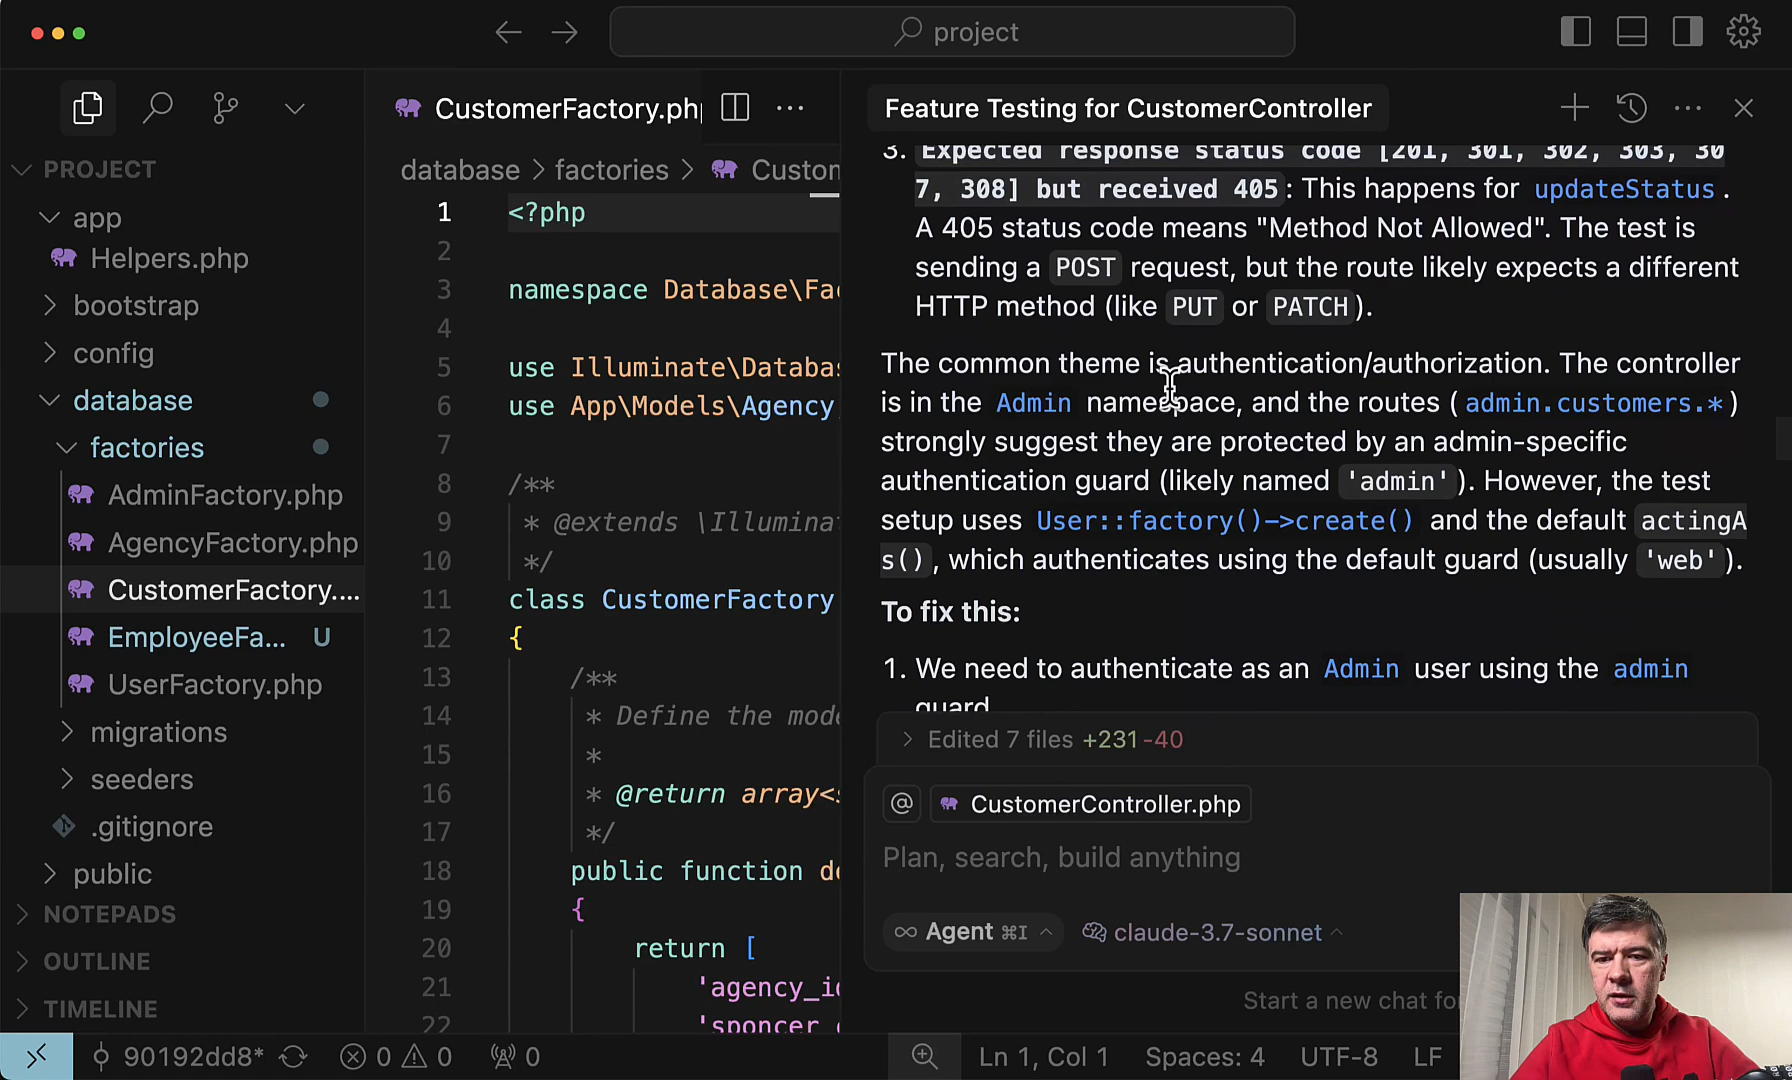 project
PROJECT
app
Helpers.php
bootstrap
config
database
factories
AdminFactory.php
AgencyFactory.php
CustomerFactory....
EmployeeFa... U
UserFactory.php
migrations
seeders
.gitignore
public
NOTEPADS
OUTLINE
TIMELINE
CustomerFactory.ph
database > factories > Custon
1 <?php
2
3 namespace Database\Fac
4
5 use Illuminate\Databas
6 use App\Models\Agency
7
8 /**
9 * @extends \Illuminat
10 */
11 class CustomerFactory
12 {
13 /**
14 * Define the mode
15 *
16 * @return array<s
17 */
18 public function de
19 {
20 return [
21 'agency_id
22 'sponcer_
Feature Testing for CustomerController
3. Expected response status code [201, 301, 302, 303, 30
7, 308] but received 405: This happens for updateStatus .
A 405 status code means "Method Not Allowed". The test is
sending a POST request, but the route likely expects a different
HTTP method (like PUT or PATCH ).
The common theme is authentication/authorization. The controller
is in the Admin namespace, and the routes ( admin.customers.* )
strongly suggest they are protected by an admin-specific
authentication guard (likely named 'admin' ). However, the test
setup uses User::factory()->create() and the default actingA
s() , which authenticates using the default guard (usually 'web' ).
To fix this:
1. We need to authenticate as an Admin user using the admin
guard
Edited 7 files +231 -40
@ CustomerController.php
Plan, search, build anything
∞ Agent ⌘I claude-3.7-sonnet
Start a new chat fo
90192dd8* 0 0 0 Ln 1, Col 1 Spaces: 4 UTF-8 LF